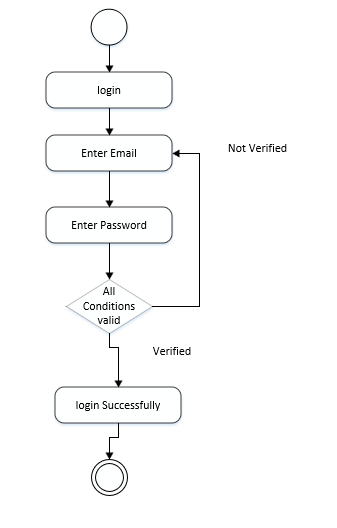 login
Enter Email
Not Verified
Enter Password
All
Conditions
valid
Verified
login Successfully